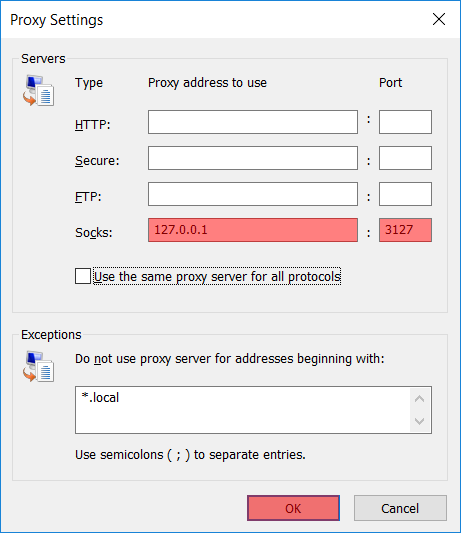 Proxy Settings
Servers
Type Proxy address to use Port
HTTP: :
Secure: :
FTP: :
Socks: 127.0.0.1 : 3127
Use the same proxy server for all protocols
Exceptions
Do not use proxy server for addresses beginning with:
*.local
Use semicolons ( ; ) to separate entries.
OK Cancel